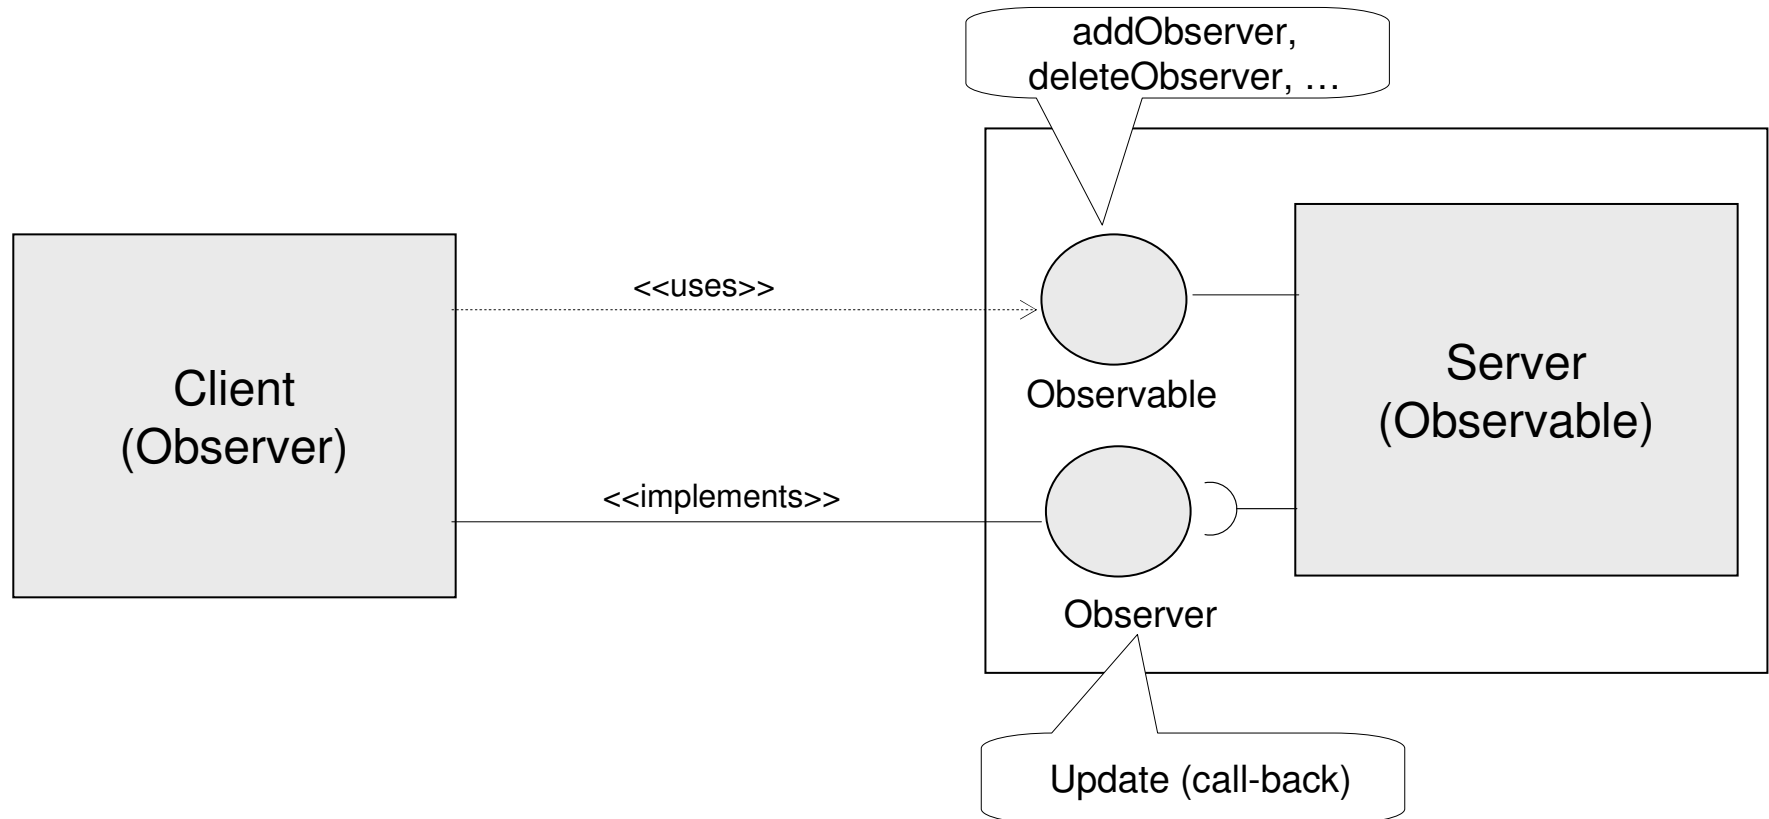 addObserver,
deleteObserver, …
<<uses>>
Client
(Observer)
Observable
Server
(Observable)
<<implements>>
Observer
Update (call-back)